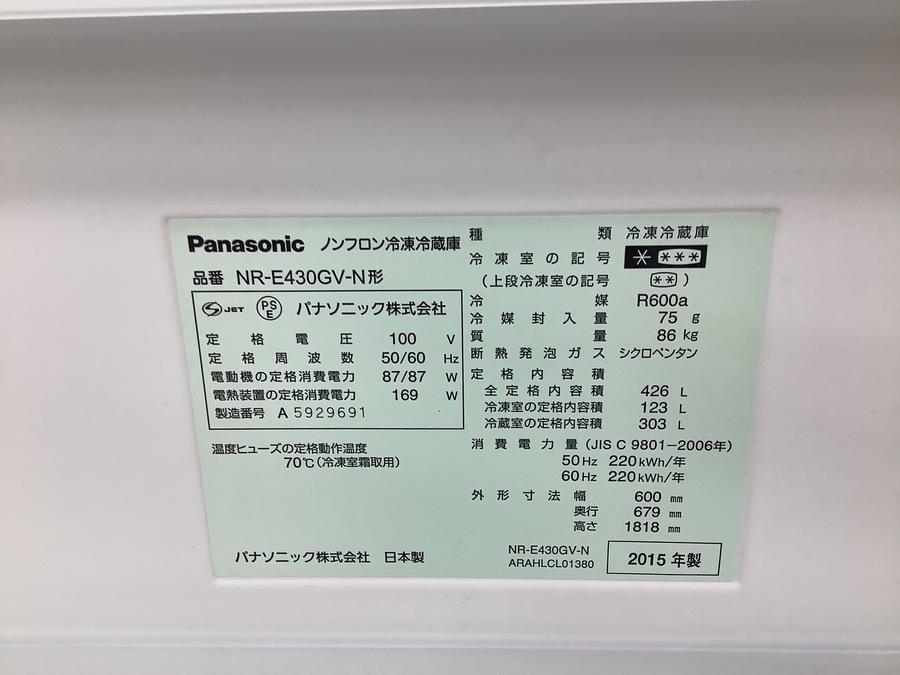 Panasonic ノンフロン冷凍冷蔵庫
品番 NR-E430GV-N形
S JET PSE パナソニック株式会社
定格電圧 100 V
定格周波数 50/60 Hz
電動機の定格消費電力 87/87 W
電熱装置の定格消費電力 169 W
製造番号 A 5929691
温度ヒューズの定格動作温度
70℃(冷凍室霜取用)
パナソニック株式会社 日本製
種類 冷凍冷蔵庫
冷凍室の記号 * ***
(上段冷凍室の記号 **)
冷媒 R600a
冷媒封入量 75 g
質量 86 kg
断熱発泡ガス シクロペンタン
定格内容積
全定格内容積 426 L
冷凍室の定格内容積 123 L
冷蔵室の定格内容積 303 L
消費電力量(JIS C 9801−2006年)
50Hz 220kWh/年
60Hz 220kWh/年
外形寸法幅 600 mm
奥行 679 mm
高さ 1818 mm
NR-E430GV-N
ARAHLCL01380
2015年製